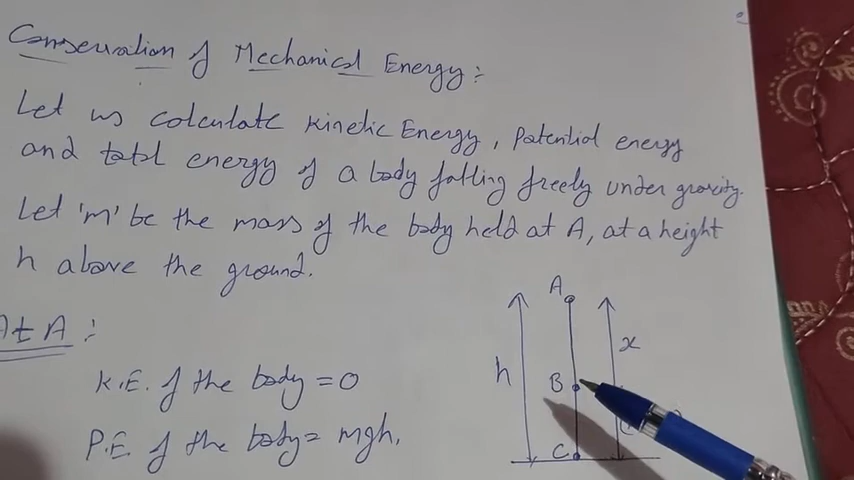 Conservation of Mechanical Energy:
Let us calculate Kinetic Energy, Potential energy
and total energy of a body falling freely under gravity.
Let 'm' be the mass of the body held at A, at a height
h above the ground.
At A:
K.E. of the body = 0
P.E. of the body = mgh.
A
x
h
B
C